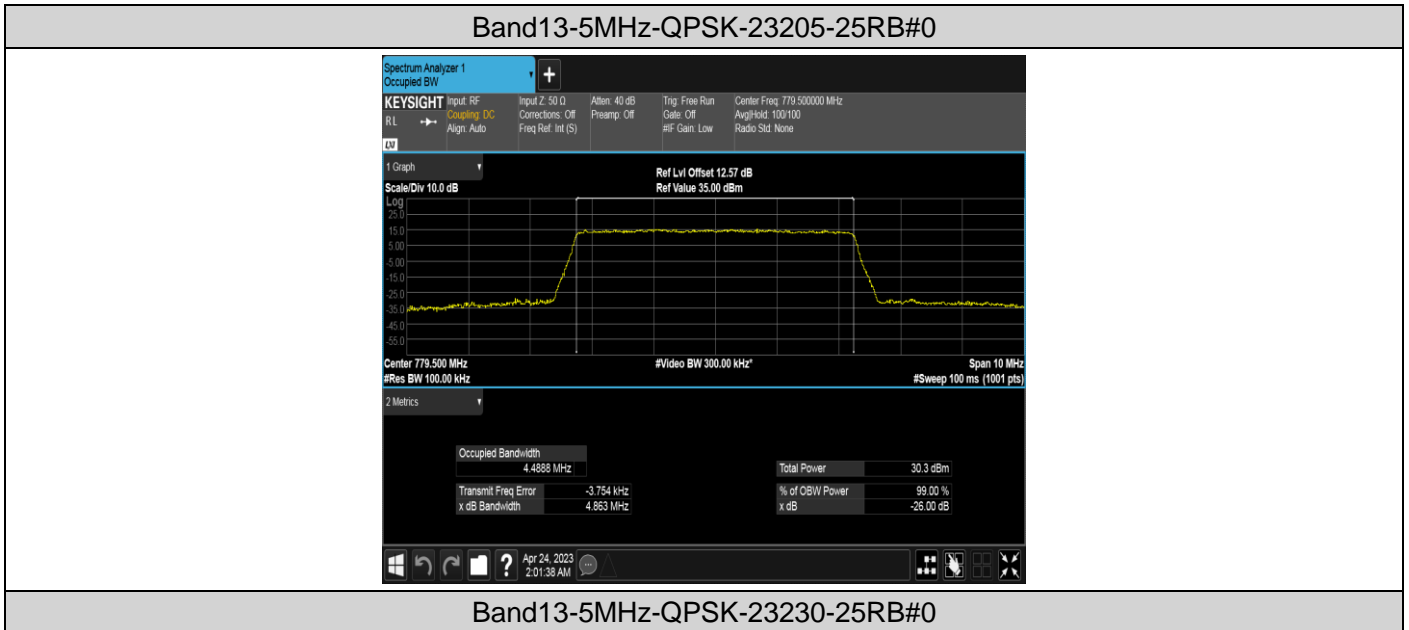 Band13-5MHz-QPSK-23205-25RB#0
Spectrum Analyzer 1
Occupied BW
+
KEYSIGHT
R L
LXI
Input: RF
Coupling: DC
Align: Auto
Input Z: 50 Ω
Corrections: Off
Freq Ref: Int (S)
Atten: 40 dB
Preamp: Off
Trig: Free Run
Gate: Off
#IF Gain: Low
Center Freq: 779.500000 MHz
Avg|Hold: 100/100
Radio Std: None
1 Graph
Scale/Div 10.0 dB
Ref Lvl Offset 12.57 dB
Ref Value 35.00 dBm
Log
25.0
15.0
5.00
-5.00
-15.0
-25.0
-35.0
-45.0
-55.0
Center 779.500 MHz
#Res BW 100.00 kHz
#Video BW 300.00 kHz*
Span 10 MHz
#Sweep 100 ms (1001 pts)
2 Metrics
Occupied Bandwidth
4.4888 MHz
Transmit Freq Error -3.754 kHz
x dB Bandwidth 4.863 MHz
Total Power 30.3 dBm
% of OBW Power 99.00 %
x dB -26.00 dB
?
Apr 24, 2023
2:01:38 AM
Band13-5MHz-QPSK-23230-25RB#0